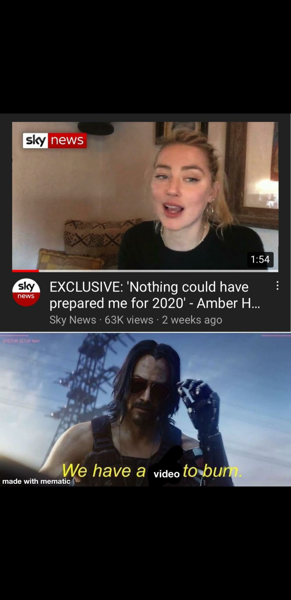 sky news
1:54
sky
news
EXCLUSIVE: 'Nothing could have
prepared me for 2020' - Amber H...
Sky News · 63K views · 2 weeks ago
We have a video to burn.
made with mematic